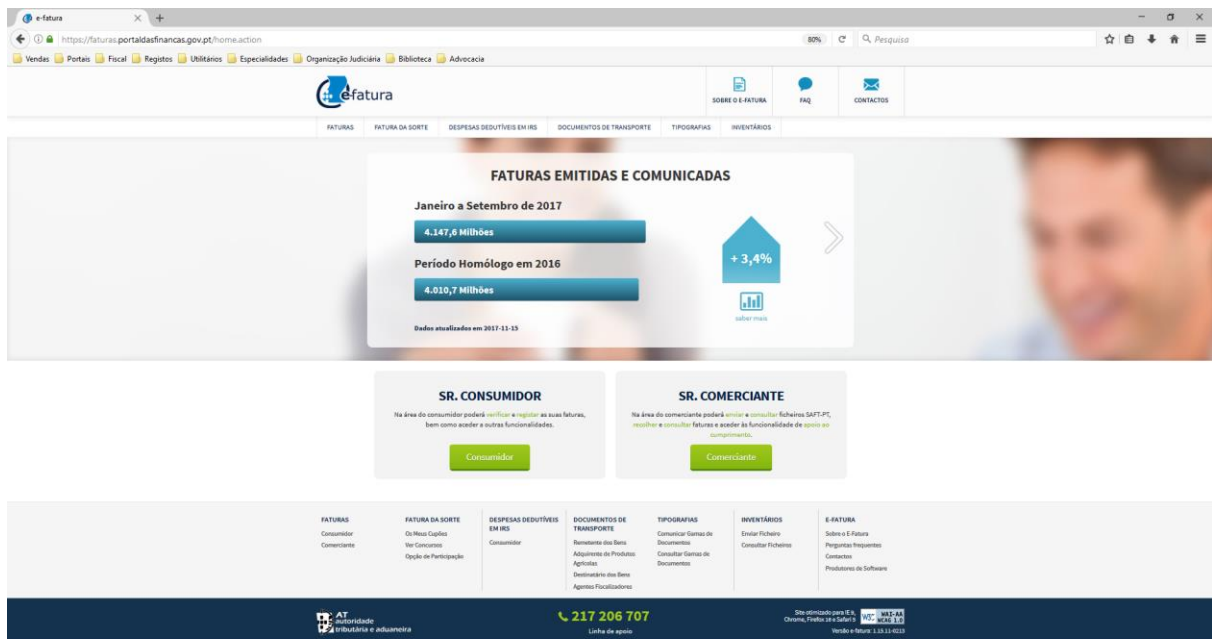 e-fatura
https://faturas.portaldasfinancas.gov.pt/home.action
80%
Pesquisa
Vendas Portais Fiscal Registos Utilitários Especialidades Organização Judiciária Biblioteca Advocacia
e-fatura
SOBRE O E-FATURA FAQ CONTACTOS
FATURAS FATURA DA SORTE DESPESAS DEDUTÍVEIS EM IRS DOCUMENTOS DE TRANSPORTE TIPOGRAFIAS INVENTÁRIOS
FATURAS EMITIDAS E COMUNICADAS
Janeiro a Setembro de 2017
4.147,6 Milhões
Período Homólogo em 2016
4.010,7 Milhões
+ 3,4%
saber mais
Dados atualizados em 2017-11-15
SR. CONSUMIDOR
Na área do consumidor poderá verificar e registar as suas faturas,
bem como aceder a outras funcionalidades.
Consumidor
SR. COMERCIANTE
Na área do comerciante poderá enviar e consultar ficheiros SAFT-PT,
recolher e consultar faturas e aceder às funcionalidade de apoio ao
cumprimento.
Comerciante
FATURAS
Consumidor
Comerciante
FATURA DA SORTE
Os Meus Cupões
Ver Concursos
Opção de Participação
DESPESAS DEDUTÍVEIS
EM IRS
Consumidor
DOCUMENTOS DE
TRANSPORTE
Remetente dos Bens
Adquirente de Produtos
Agrícolas
Destinatário dos Bens
Agentes Fiscalizadores
TIPOGRAFIAS
Comunicar Gamas de
Documentos
Consultar Gamas de
Documentos
INVENTÁRIOS
Enviar Ficheiro
Consultar Ficheiros
E-FATURA
Sobre o E-Fatura
Perguntas frequentes
Contactos
Produtores de Software
AT
autoridade
tributária e aduaneira
217 206 707
Linha de apoio
Site otimizado para IE 9,
Chrome, Firefox 10 e Safari 5
W3C WAI-AA
WCAG 1.0
Versão e-fatura: 1.13.11-0213